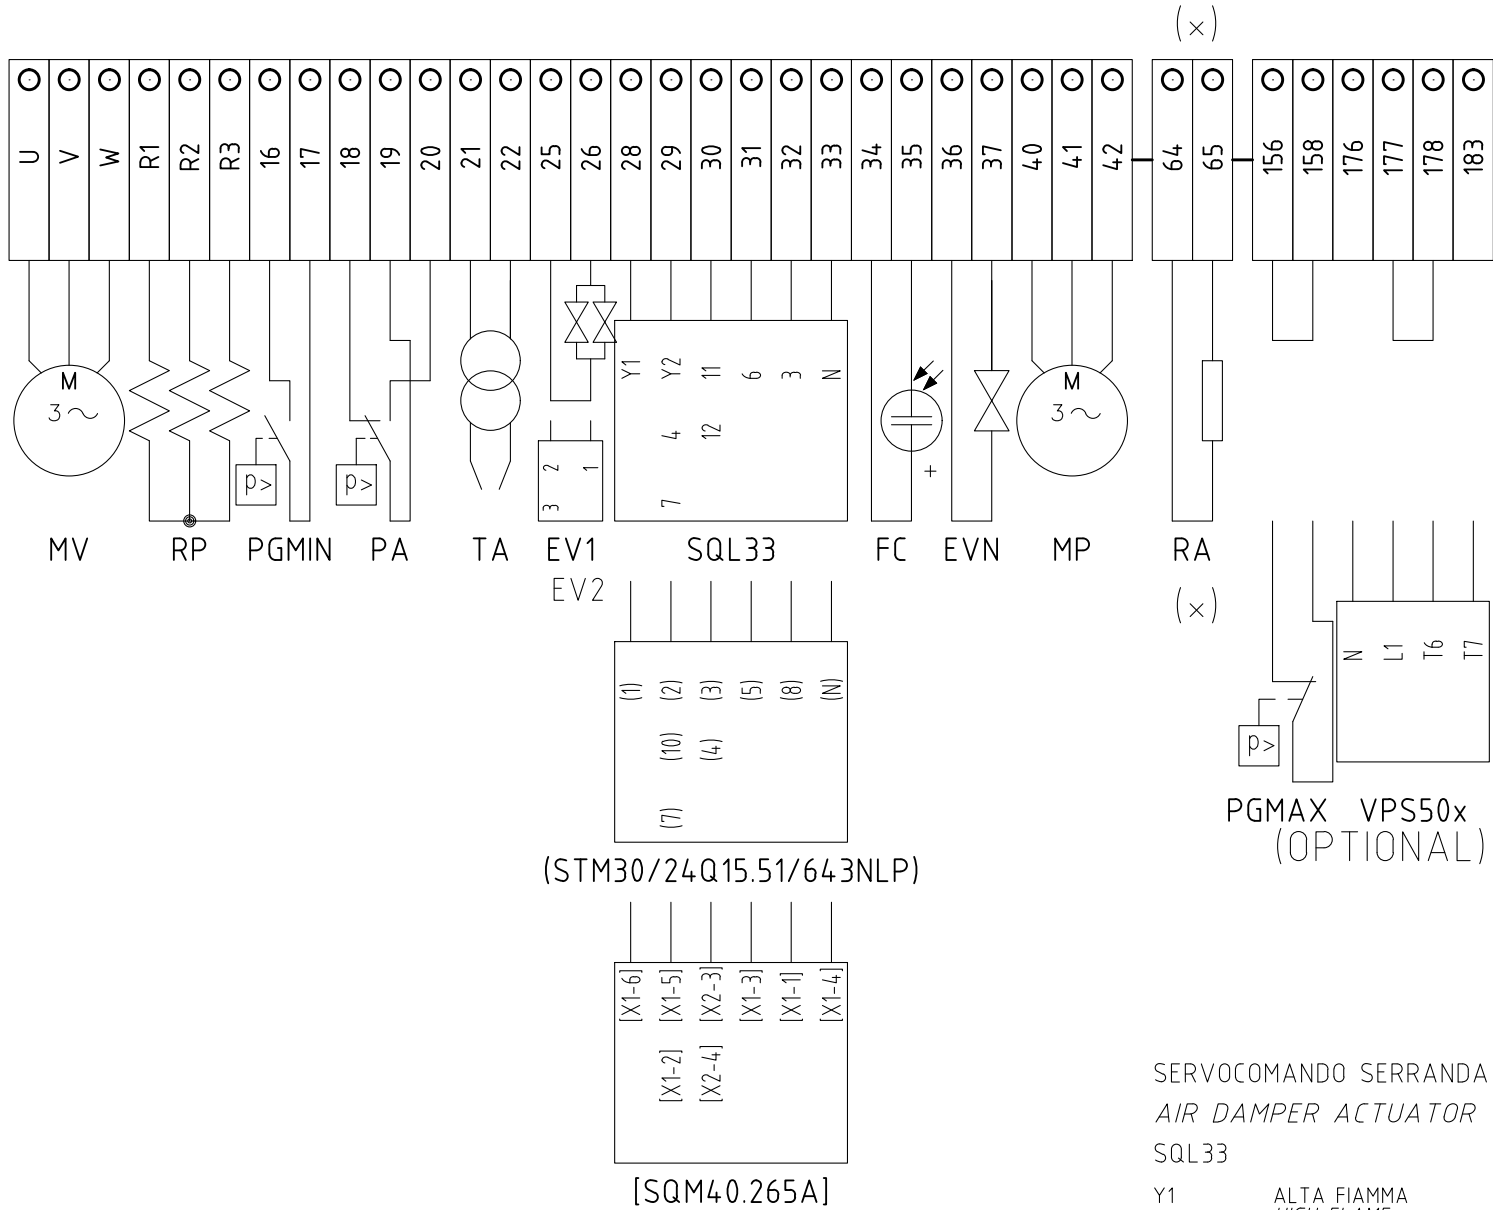 (x)
U V W R1 R2 R3 16 17 18 19 20 21 22 25 26 28 29 30 31 32 33 34 35 36 37 40 41 42 64 65 156 158 176 177 178 183
M M
3~ 3~
Y1 Y2 11 6 3 N
4 12
7
2 1
3
p> p>
+
MV RP PGMIN PA TA EV1 SQL33 FC EVN MP RA
EV2
(x)
N L1 T6 T7
(1) (2) (3) (5) (8) (N)
(10) (4)
(7)
p>
PGMAX VPS50x
(OPTIONAL)
(STM30/24Q15.51/643NLP)
[X1-6] [X1-5] [X2-3] [X1-3] [X1-1] [X1-4]
[X1-2] [X2-4]
[SQM40.265A]
SERVOCOMANDO SERRANDA
AIR DAMPER ACTUATOR
SQL33
Y1 ALTA FIAMMA
HIGH FLAME